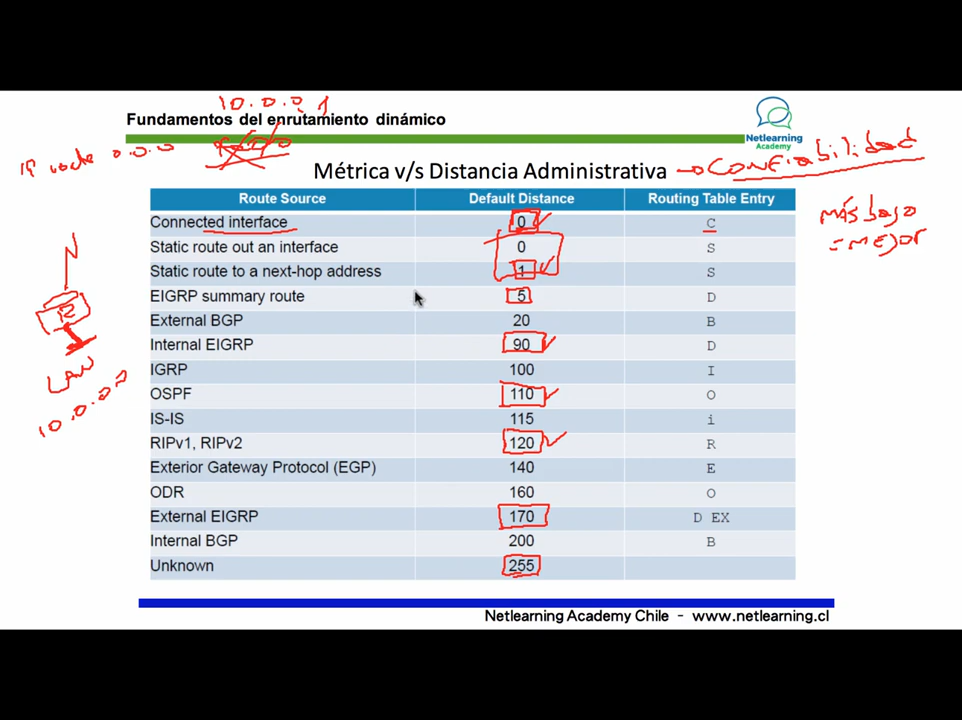 10.0.0.1
Fundamentos del enrutamiento dinámico
Netlearning
Academy
IP route 0.0.0
Métrica v/s Distancia Administrativa → Confiabilidad
Route Source Default Distance Routing Table Entry
Connected interface 0 C
MÁS bajo
= MEJOR
Static route out an interface 0 S
Static route to a next-hop address 1 S
EIGRP summary route 5 D
R
External BGP 20 B
Internal EIGRP 90 D
IGRP 100 I
LAN
OSPF 110 O
10.0.0.
IS-IS 115 i
RIPv1, RIPv2 120 R
Exterior Gateway Protocol (EGP) 140 E
ODR 160 O
External EIGRP 170 D EX
Internal BGP 200 B
Unknown 255
Netlearning Academy Chile - www.netlearning.cl